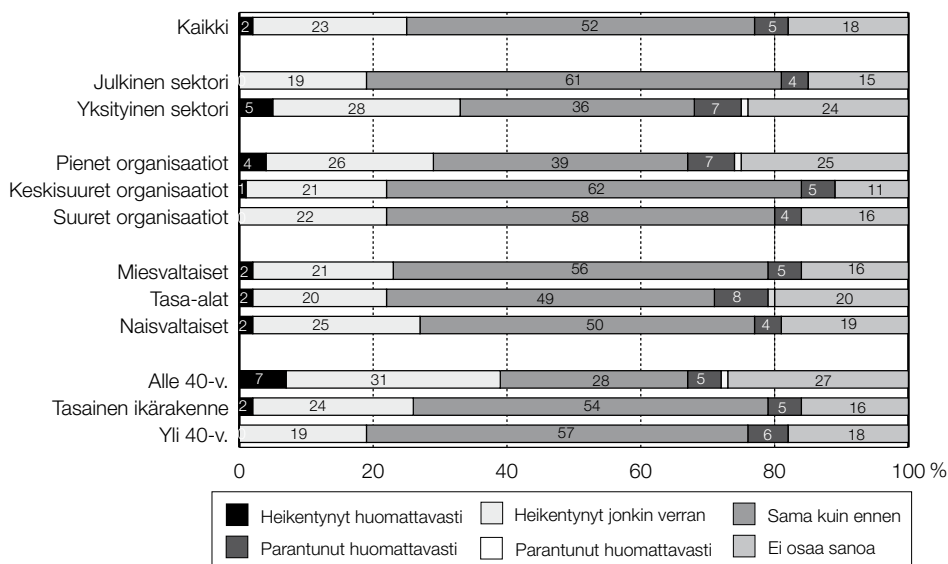 Kaikki 2 23 52 5 18
Julkinen sektori 0 19 61 4 15
Yksityinen sektori 5 28 36 7 24
Pienet organisaatiot 4 26 39 7 25
Keskisuuret organisaatiot 1 21 62 5 11
Suuret organisaatiot 0 22 58 4 16
Miesvaltaiset 2 21 56 5 16
Tasa-alat 2 20 49 8 20
Naisvaltaiset 2 25 50 4 19
Alle 40-v. 7 31 28 5 27
Tasainen ikärakenne 2 24 54 5 16
Yli 40-v. 0 19 57 6 18
0 20 40 60 80 100 %
Heikentynyt huomattavasti Heikentynyt jonkin verran Sama kuin ennen
Parantunut huomattavasti Parantunut huomattavasti Ei osaa sanoa